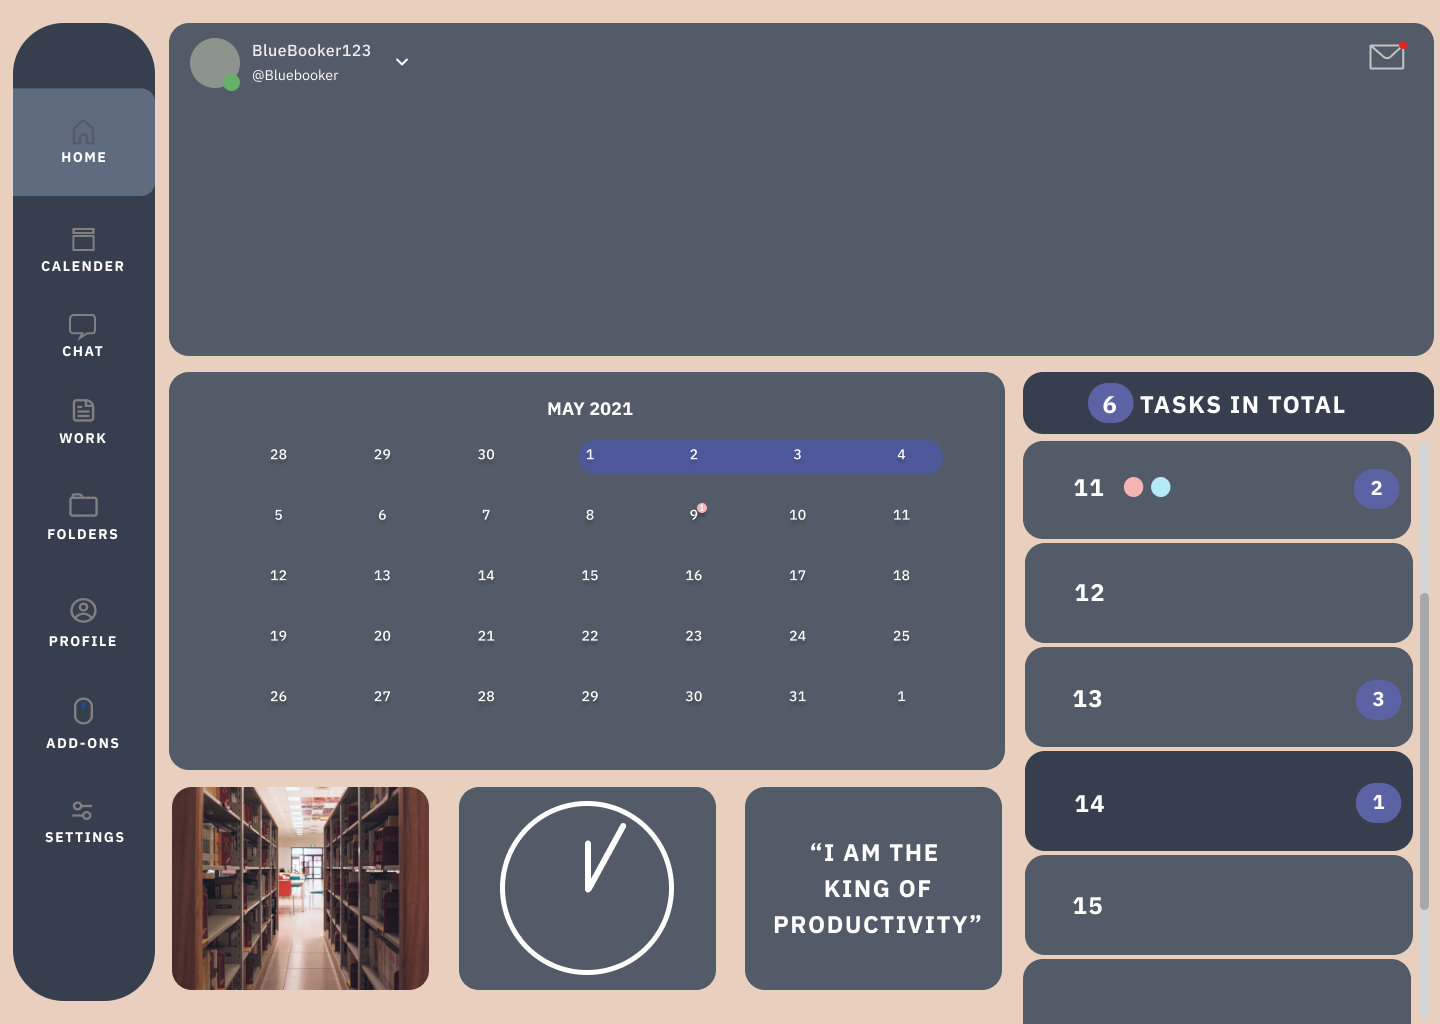 BlueBooker123
@Bluebooker
HOME
CALENDER
CHAT
WORK
FOLDERS
PROFILE
ADD-ONS
SETTINGS
MAY 2021
28 29 30 1 2 3 4
5 6 7 8 9 1 10 11
12 13 14 15 16 17 18
19 20 21 22 23 24 25
26 27 28 29 30 31 1
6 TASKS IN TOTAL
11 2
12
13 3
14 1
15
“I AM THE
KING OF
PRODUCTIVITY”